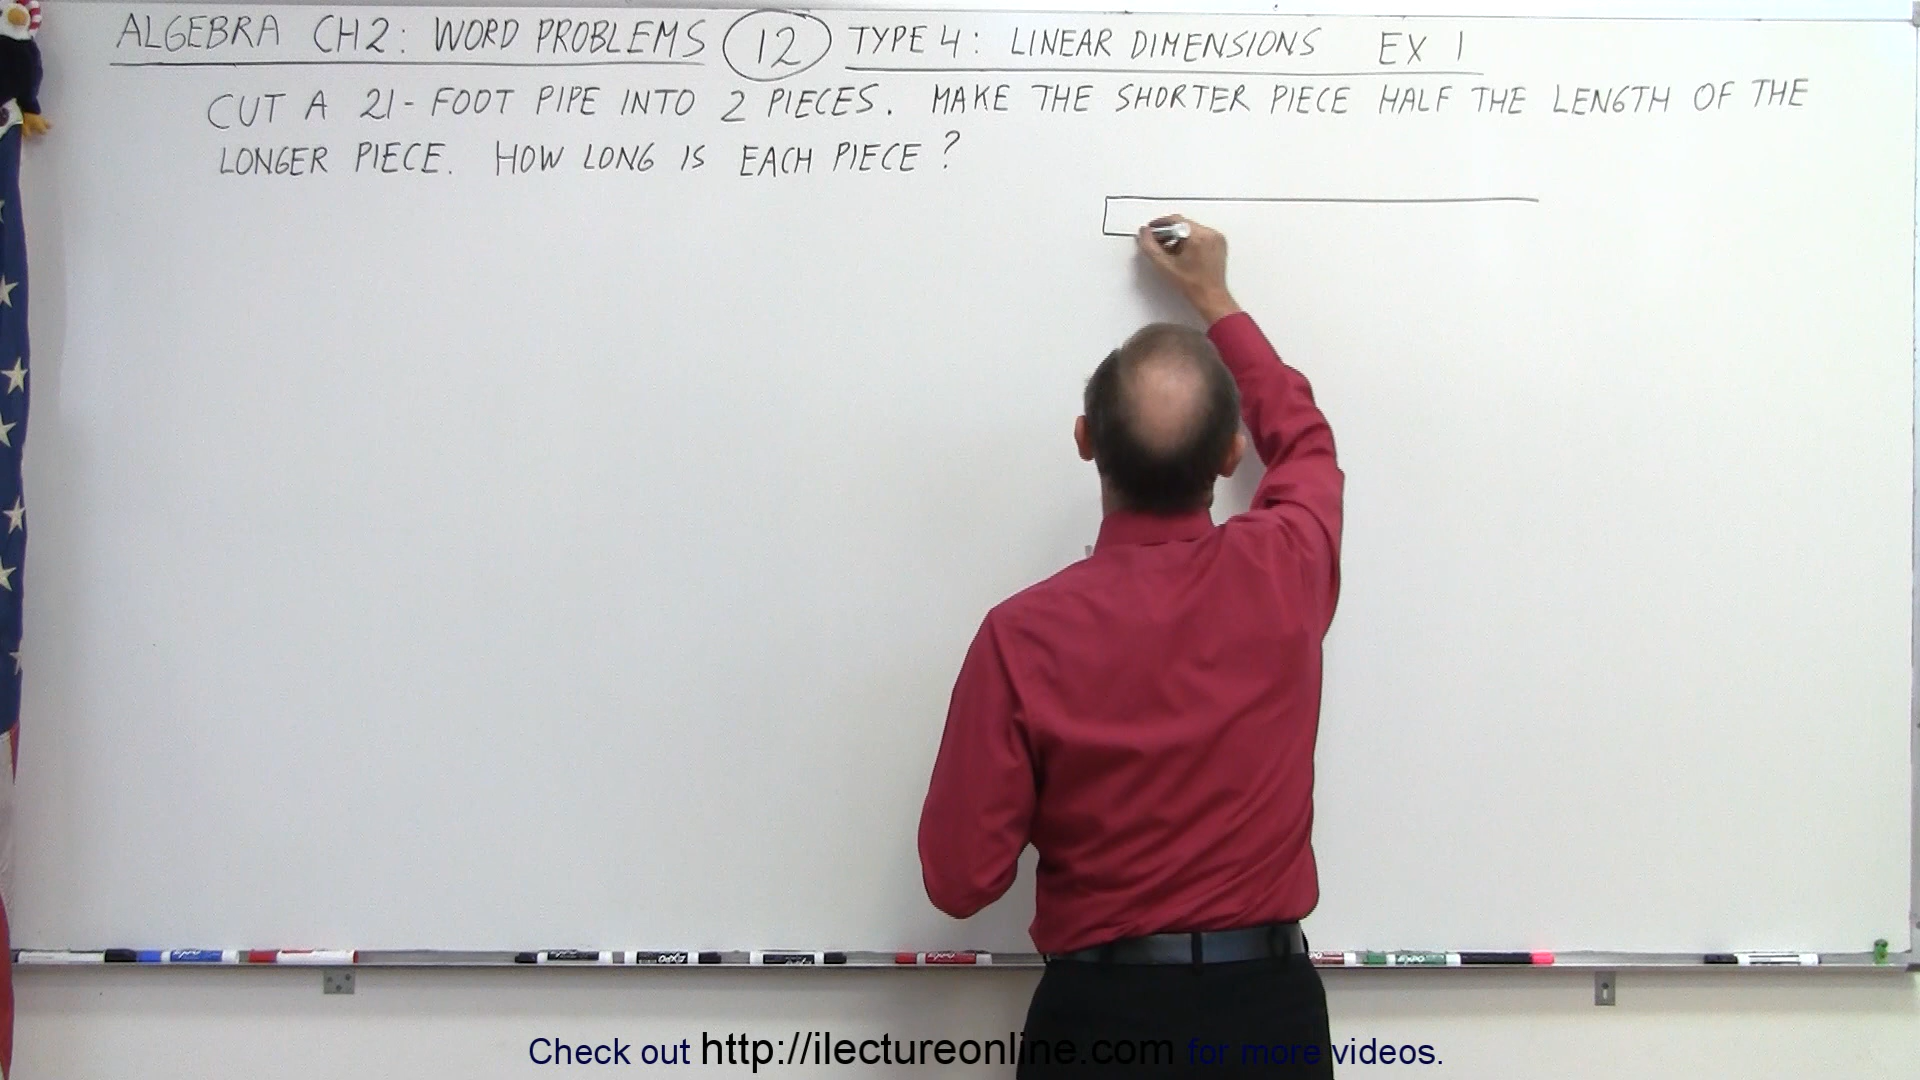 ALGEBRA CH2: WORD PROBLEMS 12 TYPE 4: LINEAR DIMENSIONS EX 1
CUT A 21-FOOT PIPE INTO 2 PIECES. MAKE THE SHORTER PIECE HALF THE LENGTH OF THE
LONGER PIECE. HOW LONG IS EACH PIECE?
Check out http://ilectureonline.com for more videos.